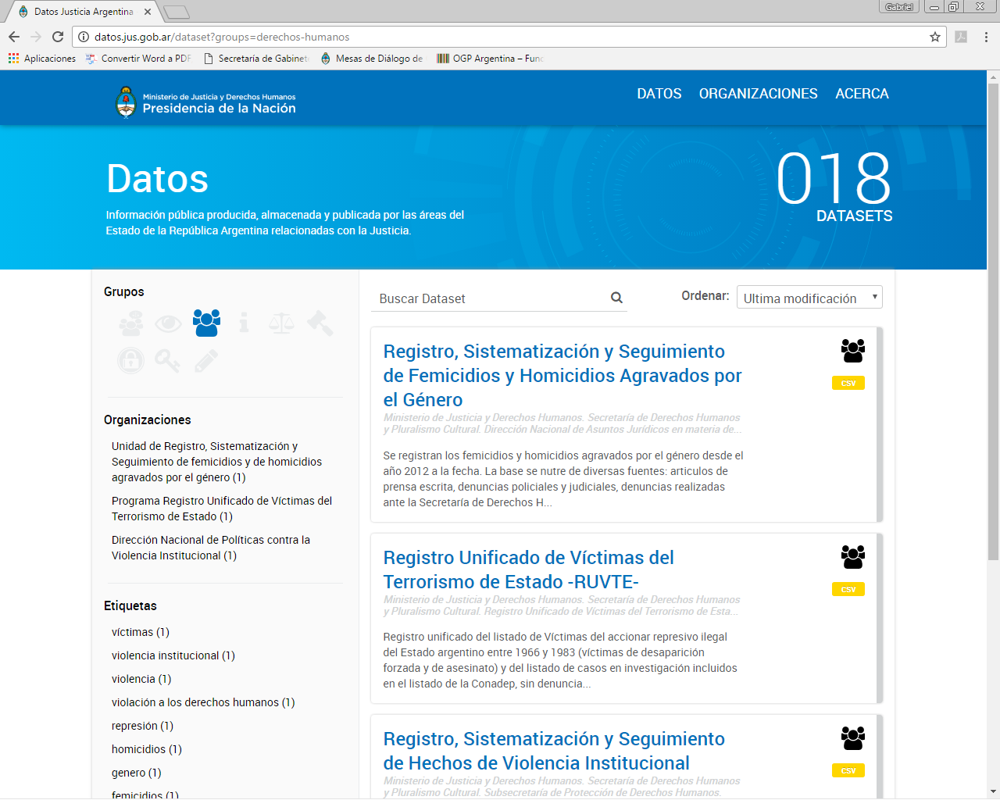 Datos Justicia Argentina
Gabriel
datos.jus.gob.ar/dataset?groups=derechos-humanos
Aplicaciones
Convertir Word a PDF
Secretaría de Gabinet
Mesas de Diálogo de
OGP Argentina – Func
Ministerio de Justicia y Derechos Humanos
Presidencia de la Nación
DATOS
ORGANIZACIONES
ACERCA
Datos
Información pública producida, almacenada y publicada por las áreas del
Estado de la República Argentina relacionadas con la Justicia.
018
DATASETS
Grupos
Organizaciones
Unidad de Registro, Sistematización y
Seguimiento de femicidios y de homicidios
agravados por el género (1)
Programa Registro Unificado de Víctimas del
Terrorismo de Estado (1)
Dirección Nacional de Políticas contra la
Violencia Institucional (1)
Etiquetas
víctimas (1)
violencia institucional (1)
violencia (1)
violación a los derechos humanos (1)
represión (1)
homicidios (1)
genero (1)
femicidios (1)
Buscar Dataset
Ordenar:
Ultima modificación
Registro, Sistematización y Seguimiento
de Femicidios y Homicidios Agravados por
el Género
Ministerio de Justicia y Derechos Humanos. Secretaría de Derechos Humanos
y Pluralismo Cultural. Dirección Nacional de Asuntos Jurídicos en materia de...
Se registran los femicidios y homicidios agravados por el género desde el
año 2012 a la fecha. La base se nutre de diversas fuentes: articulos de
prensa escrita, denuncias policiales y judiciales, denuncias realizadas
ante la Secretaría de Derechos H...
csv
Registro Unificado de Víctimas del
Terrorismo de Estado -RUVTE-
Ministerio de Justicia y Derechos Humanos. Secretaría de Derechos Humanos
y Pluralismo Cultural. Registro Unificado de Víctimas del Terrorismo de Esta...
Registro unificado del listado de Víctimas del accionar represivo ilegal
del Estado argentino entre 1966 y 1983 (víctimas de desaparición
forzada y de asesinato) y del listado de casos en investigación incluidos
en el listado de la Conadep, sin denuncia...
csv
Registro, Sistematización y Seguimiento
de Hechos de Violencia Institucional
Ministerio de Justicia y Derechos Humanos. Secretaría de Derechos Humanos
y Pluralismo Cultural. Subsecretaría de Protección de Derechos Humanos.
csv